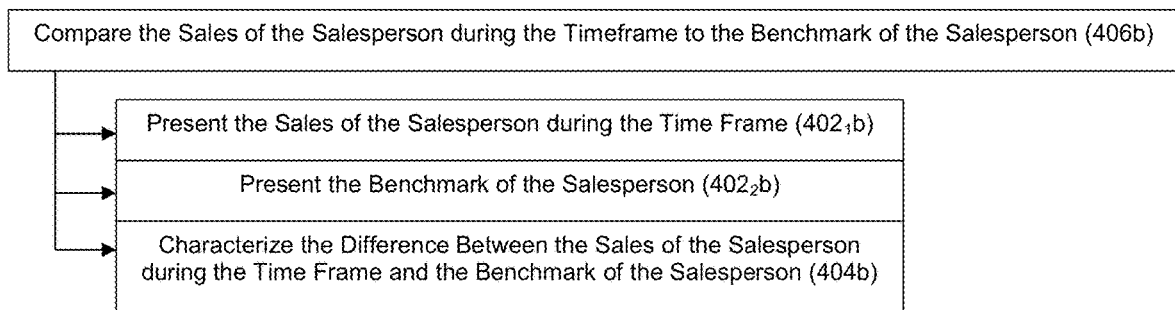 Compare the Sales of the Salesperson during the Timeframe to the Benchmark of the Salesperson (406b)
Present the Sales of the Salesperson during the Time Frame (402₁b)
Present the Benchmark of the Salesperson (402₂b)
Characterize the Difference Between the Sales of the Salesperson
during the Time Frame and the Benchmark of the Salesperson (404b)